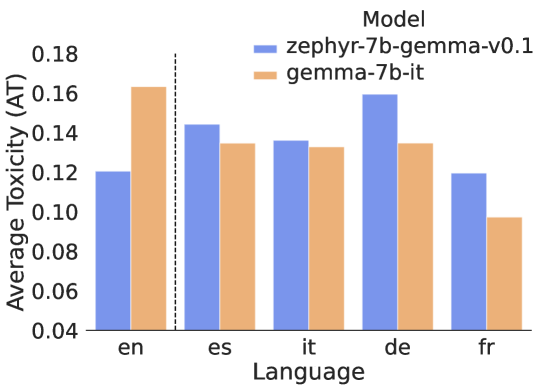 Model
zephyr-7b-gemma-v0.1
gemma-7b-it
Average Toxicity (AT)
0.18
0.16
0.14
0.12
0.10
0.08
0.06
0.04
en es it de fr
Language